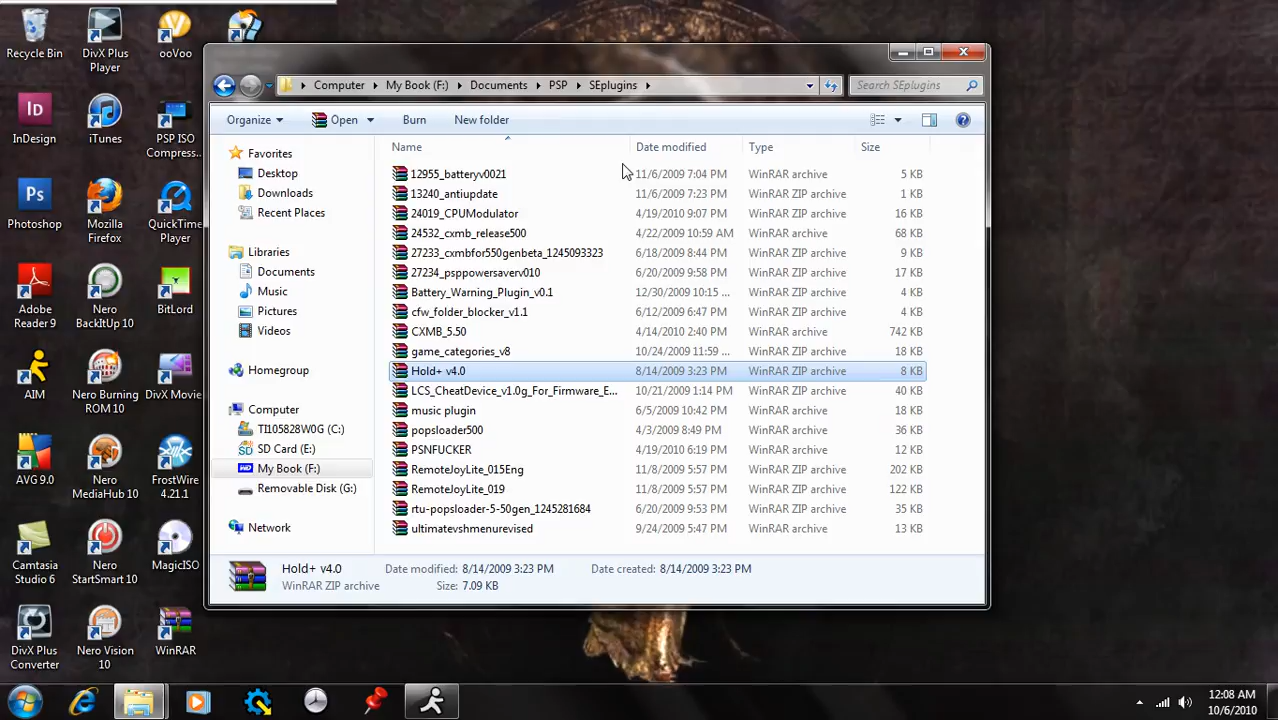 Recycle Bin
DivX Plus
Player
ooVoo
InDesign
iTunes
PSP ISO
Compress...
Photoshop
Mozilla
Firefox
QuickTime
Player
Adobe
Reader 9
Nero
BackItUp 10
BitLord
AIM
Nero Burning
ROM 10
DivX Movies
AVG 9.0
Nero
MediaHub 10
FrostWire
4.21.1
Camtasia
Studio 6
Nero
StartSmart 10
MagicISO
DivX Plus
Converter
Nero Vision
10
WinRAR
Computer
My Book (F:)
Documents
PSP
SEplugins
Search SEplugins
Organize
Open
Burn
New folder
Favorites
Desktop
Downloads
Recent Places
Libraries
Documents
Music
Pictures
Videos
Homegroup
Computer
TI105828W0G (C:)
SD Card (E:)
My Book (F:)
Removable Disk (G:)
Network
Name Date modified Type Size
12955_batteryv0021 11/6/2009 7:04 PM WinRAR archive 5 KB
13240_antiupdate 11/6/2009 7:23 PM WinRAR ZIP archive 1 KB
24019_CPUModulator 4/19/2010 9:07 PM WinRAR archive 16 KB
24532_cxmb_release500 4/22/2009 10:59 AM WinRAR archive 68 KB
27233_cxmbfor550genbeta_1245093323 6/18/2009 8:44 PM WinRAR ZIP archive 9 KB
27234_psppowersaverv010 6/20/2009 9:58 PM WinRAR ZIP archive 17 KB
Battery_Warning_Plugin_v0.1 12/30/2009 10:15 ... WinRAR ZIP archive 4 KB
cfw_folder_blocker_v1.1 6/12/2009 6:47 PM WinRAR ZIP archive 4 KB
CXMB_5.50 4/14/2010 2:40 PM WinRAR archive 742 KB
game_categories_v8 10/24/2009 11:59 ... WinRAR ZIP archive 18 KB
Hold+ v4.0 8/14/2009 3:23 PM WinRAR ZIP archive 8 KB
LCS_CheatDevice_v1.0g_For_Firmware_E... 10/21/2009 1:14 PM WinRAR ZIP archive 40 KB
music plugin 6/5/2009 10:42 PM WinRAR ZIP archive 18 KB
popsloader500 4/3/2009 8:49 PM WinRAR ZIP archive 36 KB
PSNFUCKER 4/19/2010 6:19 PM WinRAR archive 12 KB
RemoteJoyLite_015Eng 11/8/2009 5:57 PM WinRAR ZIP archive 202 KB
RemoteJoyLite_019 11/8/2009 5:57 PM WinRAR ZIP archive 122 KB
rtu-popsloader-5-50gen_1245281684 6/20/2009 9:53 PM WinRAR ZIP archive 35 KB
ultimatevshmenurevised 9/24/2009 5:47 PM WinRAR archive 13 KB
Hold+ v4.0 Date modified: 8/14/2009 3:23 PM Date created: 8/14/2009 3:23 PM
WinRAR ZIP archive Size: 7.09 KB
12:08 AM
10/6/2010